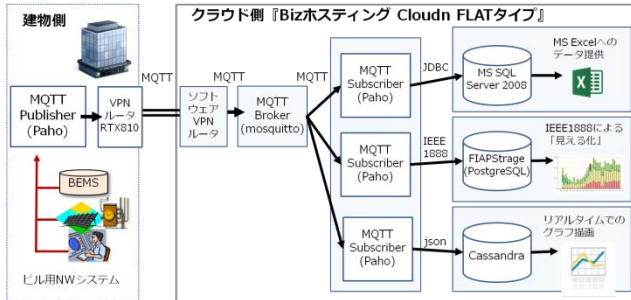 建物側
クラウド側『Bizホスティング Cloudn FLATタイプ』
MQTT
MQTT
MQTT
MQTT
Publisher
(Paho)
VPN
ルータ
RTX810
ソフト
ウェア
VPN
ルータ
MQTT
Broker
(mosquitto)
MQTT
Subscriber
(Paho)
JDBC
MS SQL
Server 2008
MS Excelへの
データ提供
MQTT
Subscriber
(Paho)
IEEE
1888
FIAPStrage
(PostgreSQL)
IEEE1888による
「見える化」
MQTT
Subscriber
(Paho)
json
Cassandra
リアルタイムでの
グラフ描画
BEMS
ビル用NWシステム